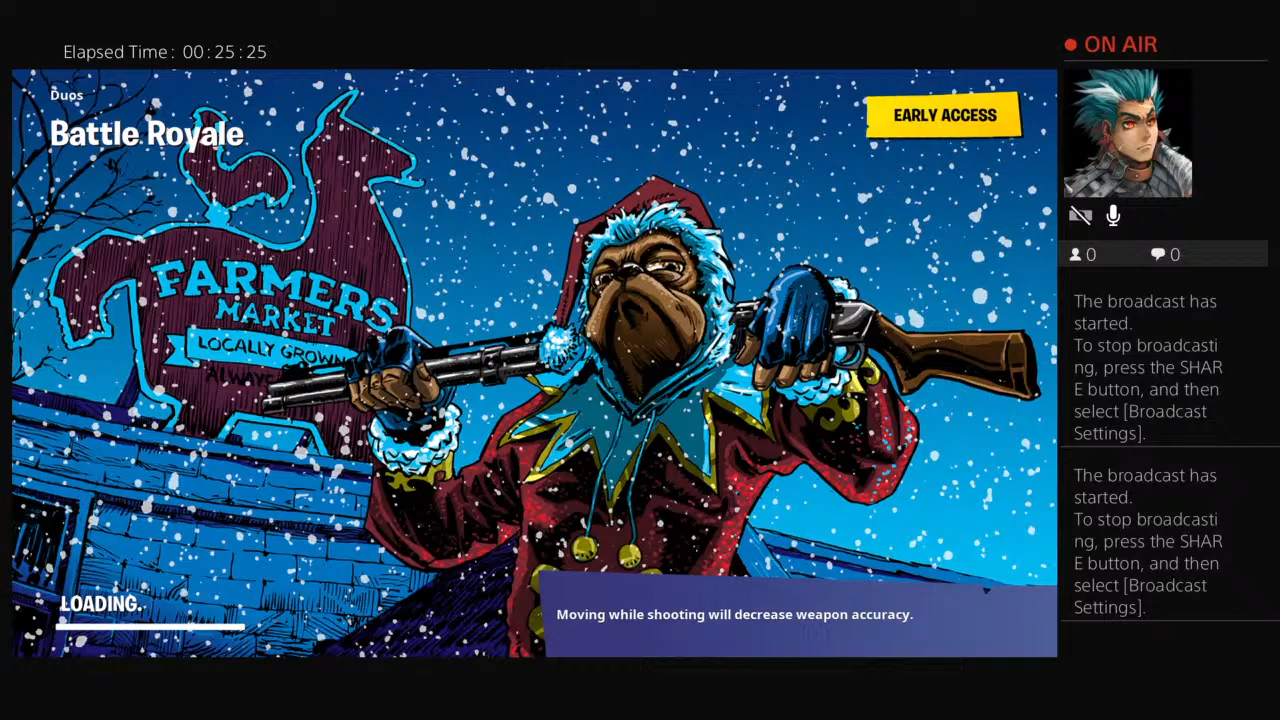 Elapsed Time: 00:25:25
ON AIR
Duos
Battle Royale
EARLY ACCESS
FARMERS
MARKET
LOCALLY GROWN
ALWAYS
LOADING.
Moving while shooting will decrease weapon accuracy.
0
0
The broadcast has
started.
To stop broadcasti
ng, press the SHAR
E button, and then
select [Broadcast
Settings].
The broadcast has
started.
To stop broadcasti
ng, press the SHAR
E button, and then
select [Broadcast
Settings].